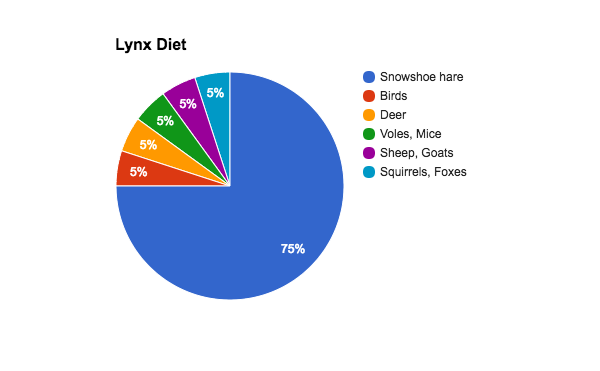 Lynx Diet
Snowshoe hare
Birds
Deer
Voles, Mice
Sheep, Goats
Squirrels, Foxes
5%
5%
5%
5%
5%
75%